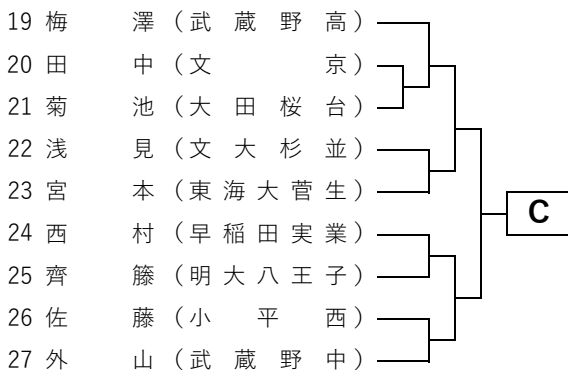 19 梅澤（武蔵野高）
20 田中（文京）
21 菊池（大田桜台）
22 浅見（文大杉並）
23 宮本（東海大菅生）
C
24 西村（早稲田実業）
25 齊籐（明大八王子）
26 佐藤（小平西）
27 外山（武蔵野中）